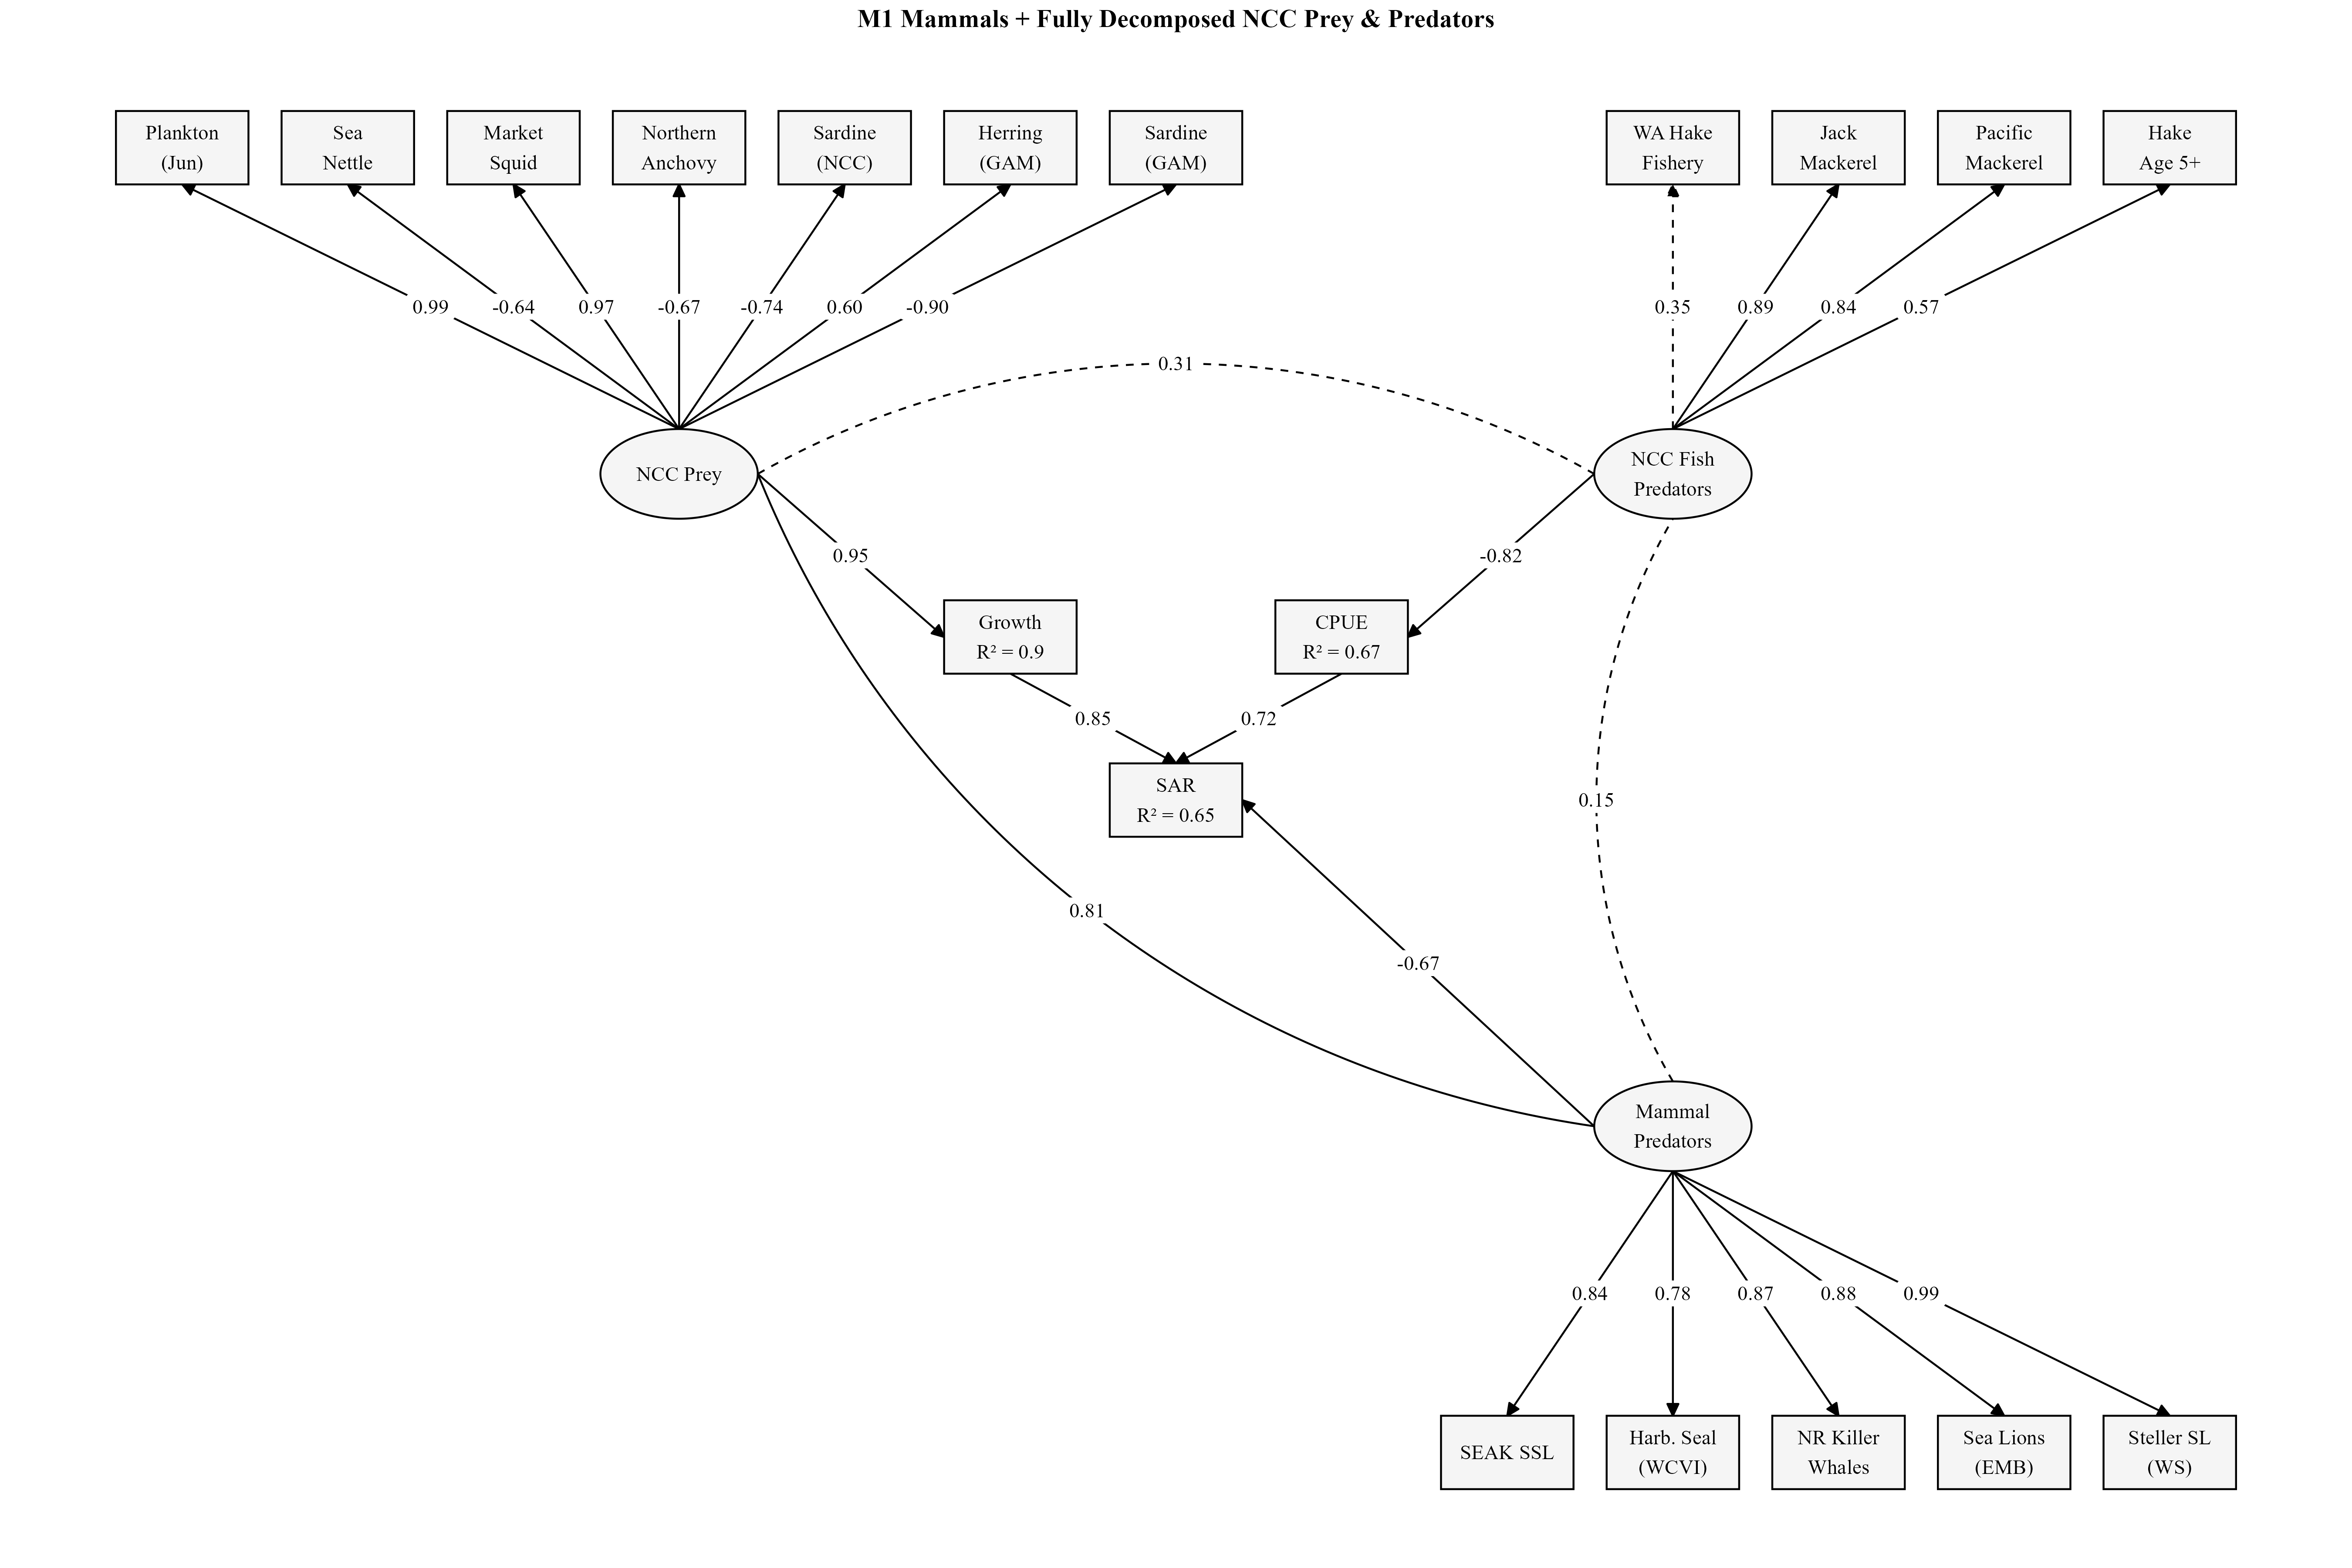 M1 Mammals + Fully Decomposed NCC Prey & Predators
Plankton
(Jun)
Sea
Nettle
Market
Squid
Northern
Anchovy
Sardine
(NCC)
Herring
(GAM)
Sardine
(GAM)
WA Hake
Fishery
Jack
Mackerel
Pacific
Mackerel
Hake
Age 5+
0.99
-0.64
0.97
-0.67
-0.74
0.60
-0.90
0.35
0.89
0.84
0.57
0.31
NCC Prey
NCC Fish
Predators
0.95
-0.82
Growth
R² = 0.9
CPUE
R² = 0.67
0.85
0.72
SAR
R² = 0.65
0.15
0.81
-0.67
Mammal
Predators
0.84
0.78
0.87
0.88
0.99
SEAK SSL
Harb. Seal
(WCVI)
NR Killer
Whales
Sea Lions
(EMB)
Steller SL
(WS)